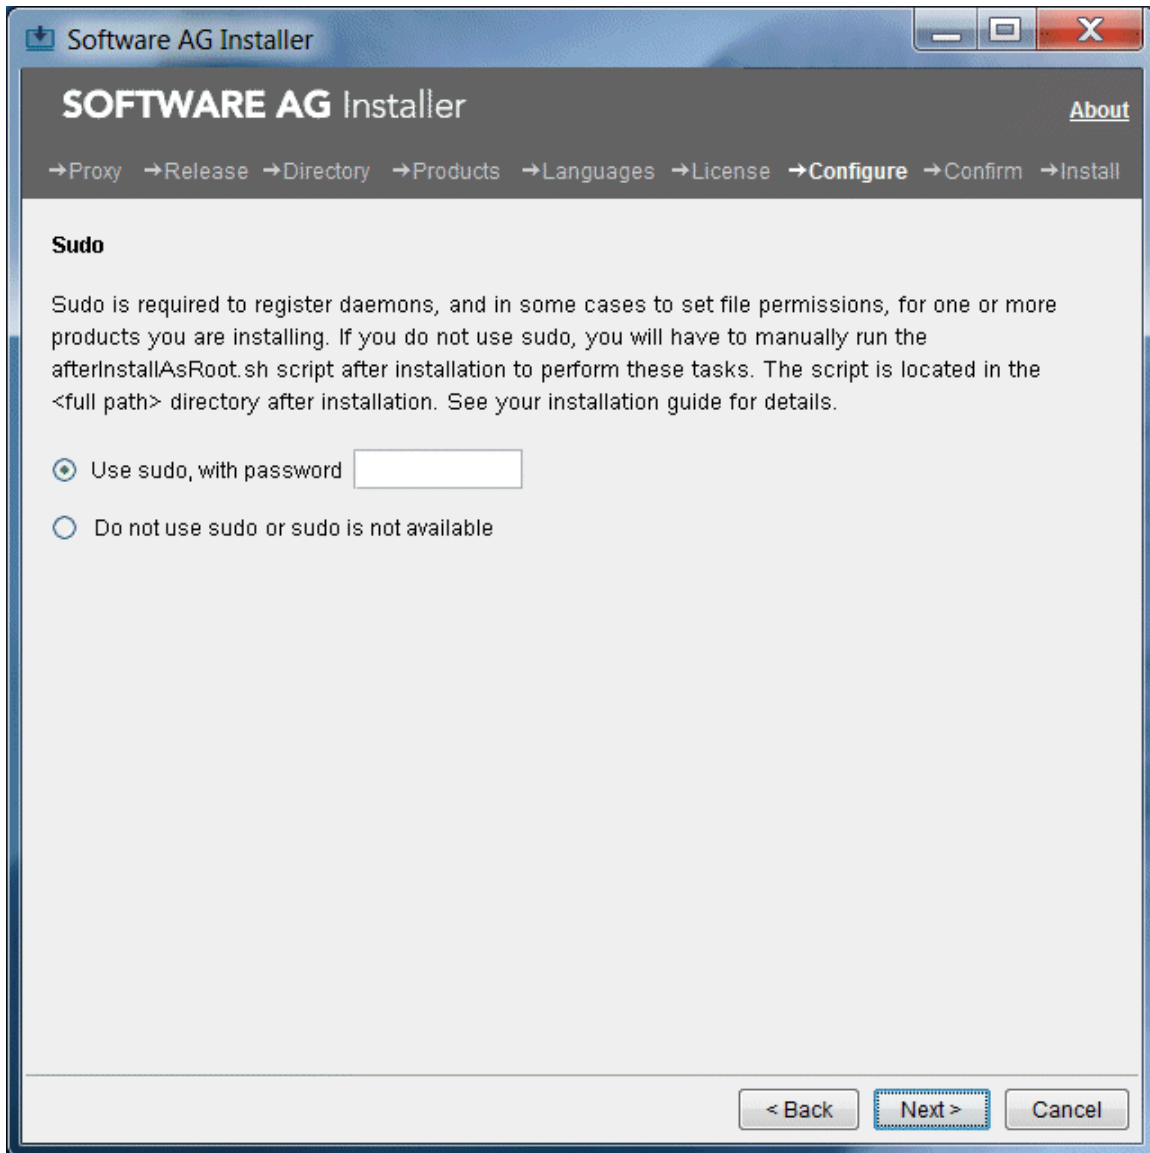 Software AG Installer
SOFTWARE AG Installer
About
→Proxy →Release →Directory →Products →Languages →License →Configure →Confirm →Install
Sudo
Sudo is required to register daemons, and in some cases to set file permissions, for one or more
products you are installing. If you do not use sudo, you will have to manually run the
afterInstallAsRoot.sh script after installation to perform these tasks. The script is located in the
<full path> directory after installation. See your installation guide for details.
Use sudo, with password
Do not use sudo or sudo is not available
< Back Next > Cancel